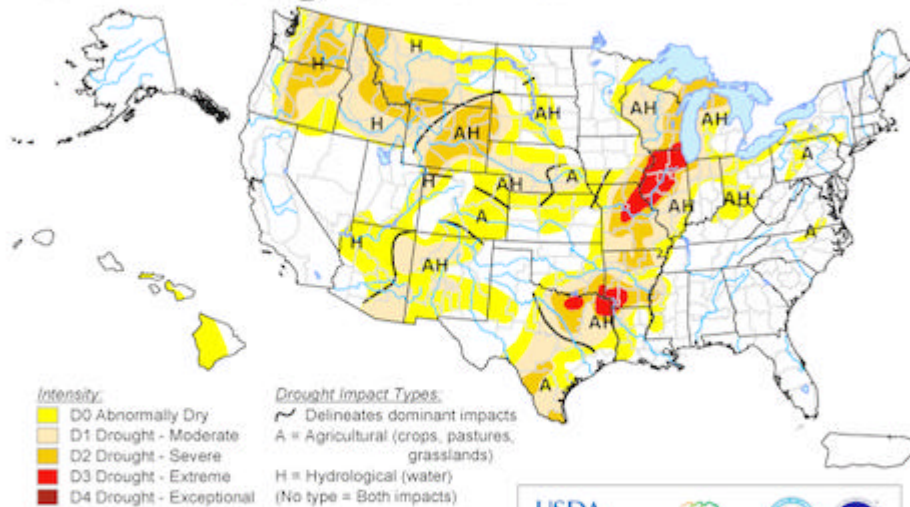 H
H
H
AH
AH
AH
AH
A
H
AH
A
A
AH
AH
A
H
AH
AH
A
Intensity:
D0 Abnormally Dry
D1 Drought - Moderate
D2 Drought - Severe
D3 Drought - Extreme
D4 Drought - Exceptional
Drought Impact Types:
Delineates dominant impacts
A = Agricultural (crops, pastures,
grasslands)
H = Hydrological (water)
(No type = Both impacts)
USDA